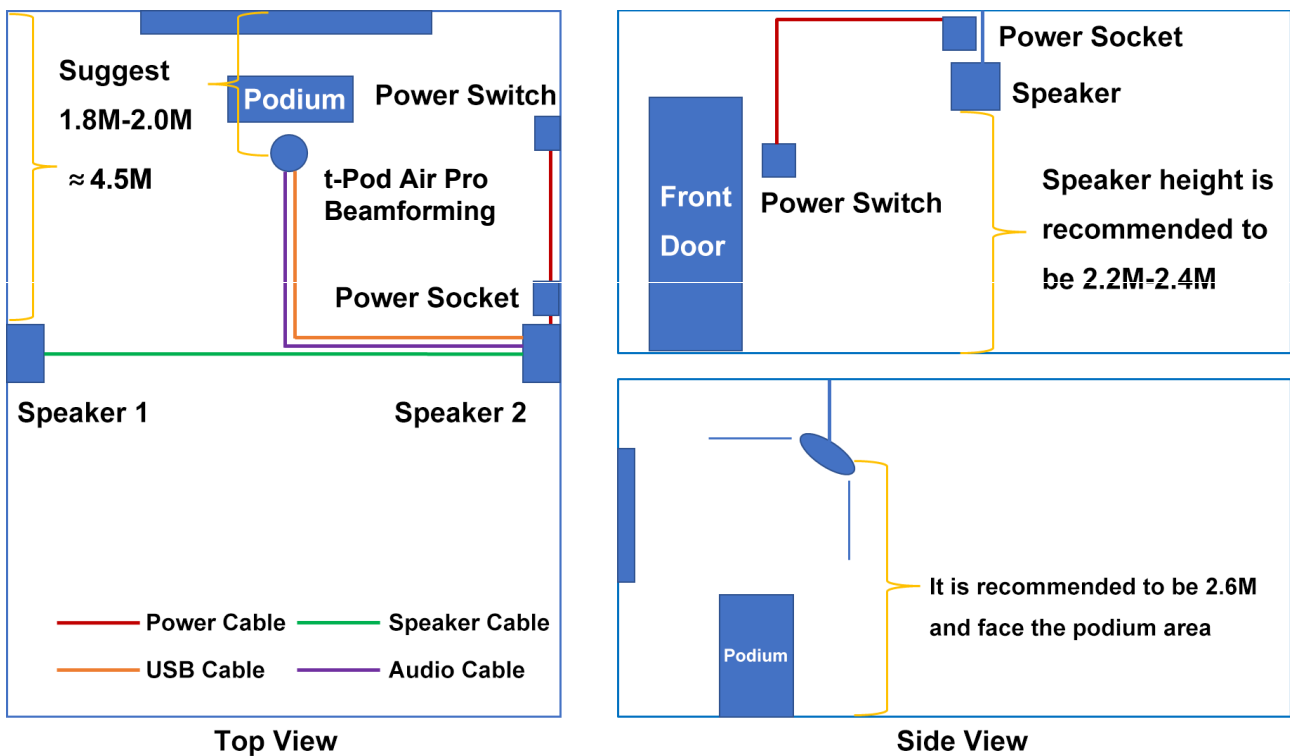 Suggest
1.8M-2.0M
≈ 4.5M
Podium
Power Switch
t-Pod Air Pro
Beamforming
Power Socket
Speaker 1
Speaker 2
Power Cable
Speaker Cable
USB Cable
Audio Cable
Top View
Power Socket
Speaker
Front
Door
Power Switch
Speaker height is
recommended to
be 2.2M-2.4M
It is recommended to be 2.6M
and face the podium area
Podium
Side View